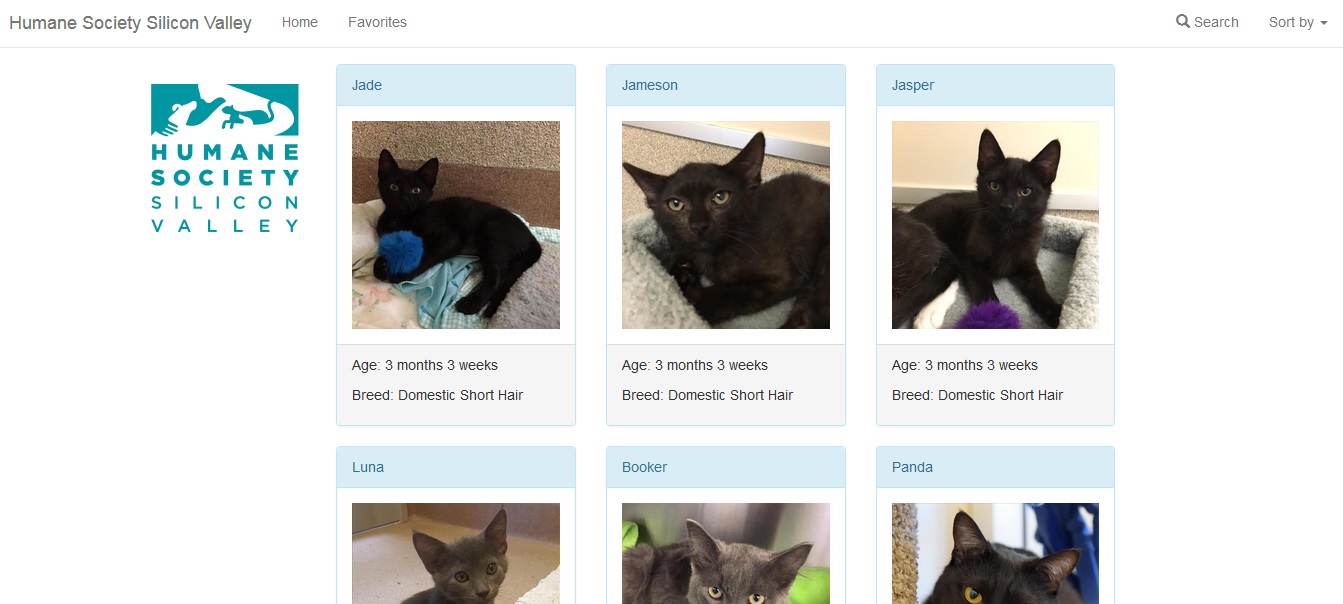 Humane Society Silicon Valley Home Favorites Search Sort by
HUMANE
SOCIETY
SILICON
VALLEY
Jade
Age: 3 months 3 weeks
Breed: Domestic Short Hair
Jameson
Age: 3 months 3 weeks
Breed: Domestic Short Hair
Jasper
Age: 3 months 3 weeks
Breed: Domestic Short Hair
Luna
Booker
Panda